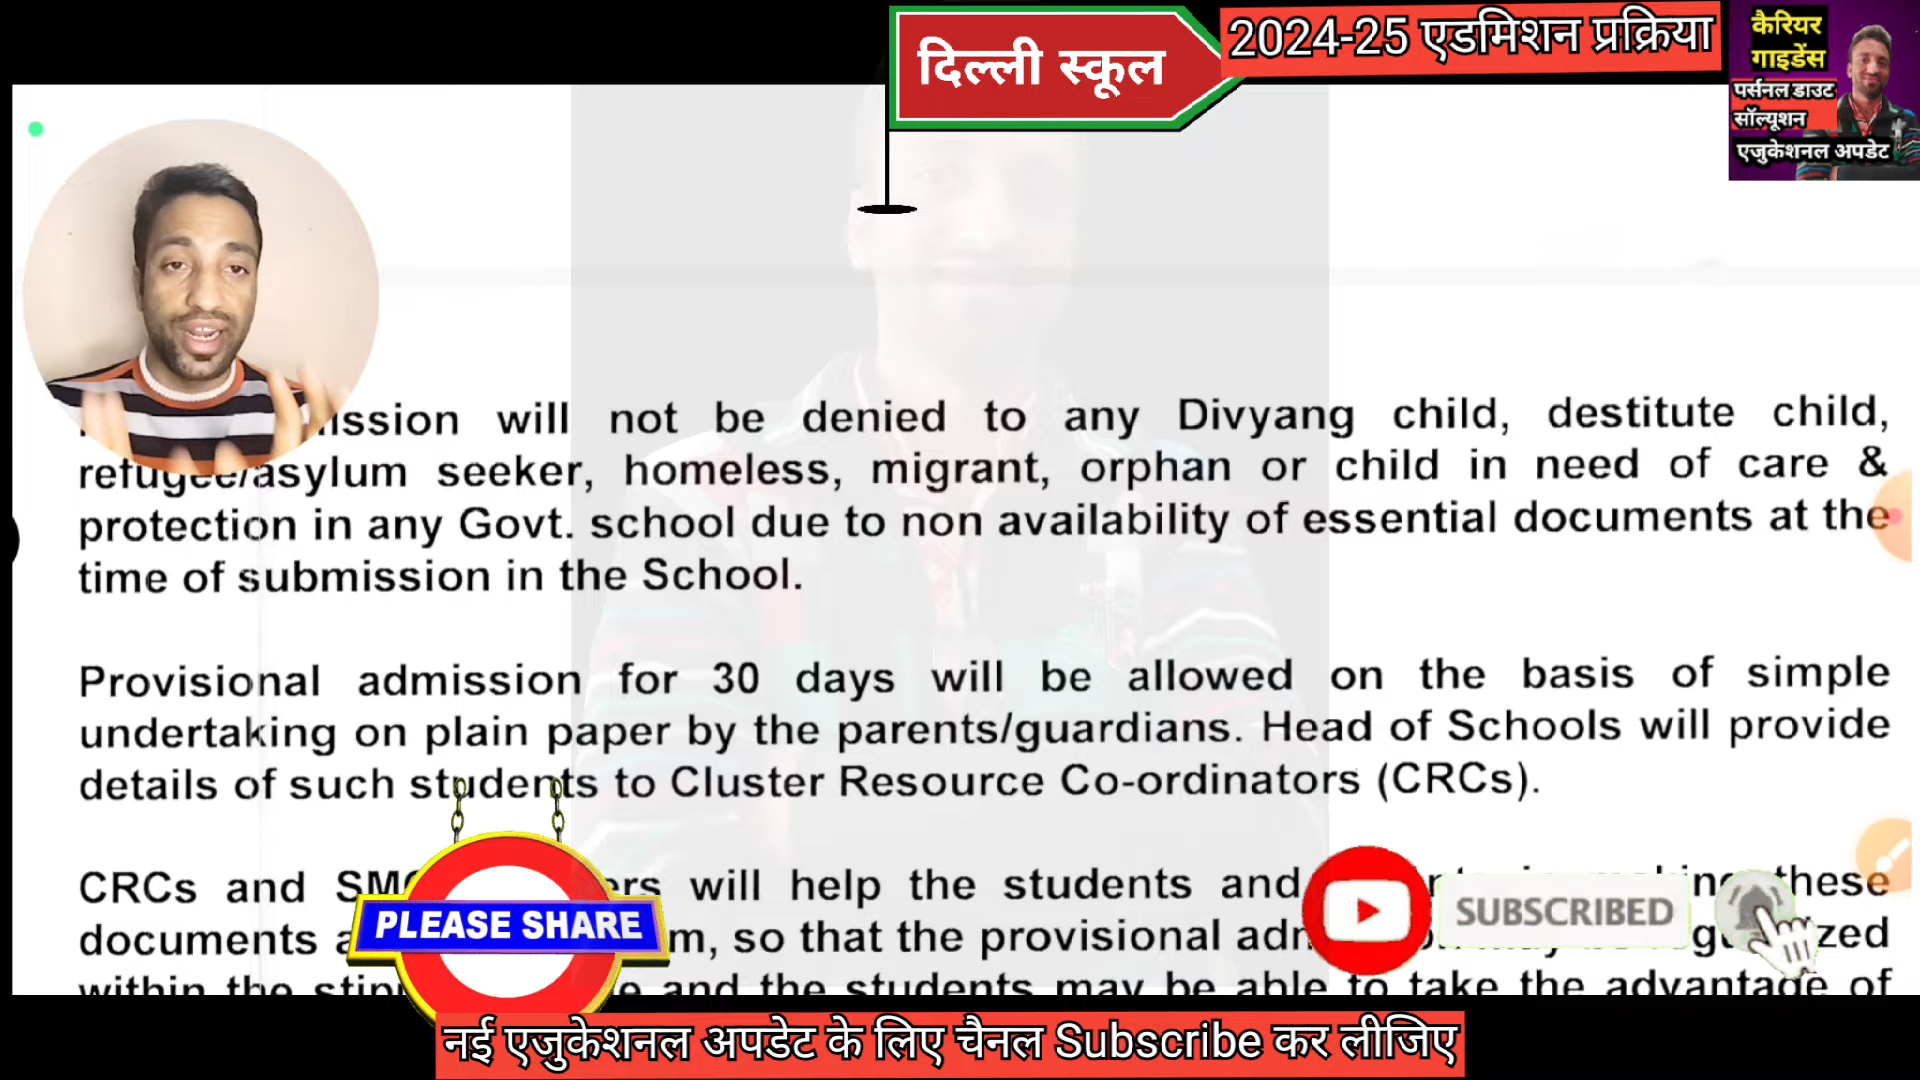 दिल्ली स्कूल
2024-25 एडमिशन प्रक्रिया
कैरियर
गाइडेंस
पर्सनल डाउट
सॉल्यूशन
एजुकेशनल अपडेट
will not be denied to any Divyang child, destitute child,
refugee/asylum seeker, homeless, migrant, orphan or child in need of care &
protection in any Govt. school due to non availability of essential documents at the
time of submission in the School.
Provisional admission for 30 days will be allowed on the basis of simple
undertaking on plain paper by the parents/guardians. Head of Schools will provide
details of such students to Cluster Resource Co-ordinators (CRCs).
CRCs and will help the students and these
documents so that the provisional
within the and the students may be able to take the advantage of
PLEASE SHARE
SUBSCRIBED
नई एजुकेशनल अपडेट के लिए चैनल Subscribe कर लीजिए